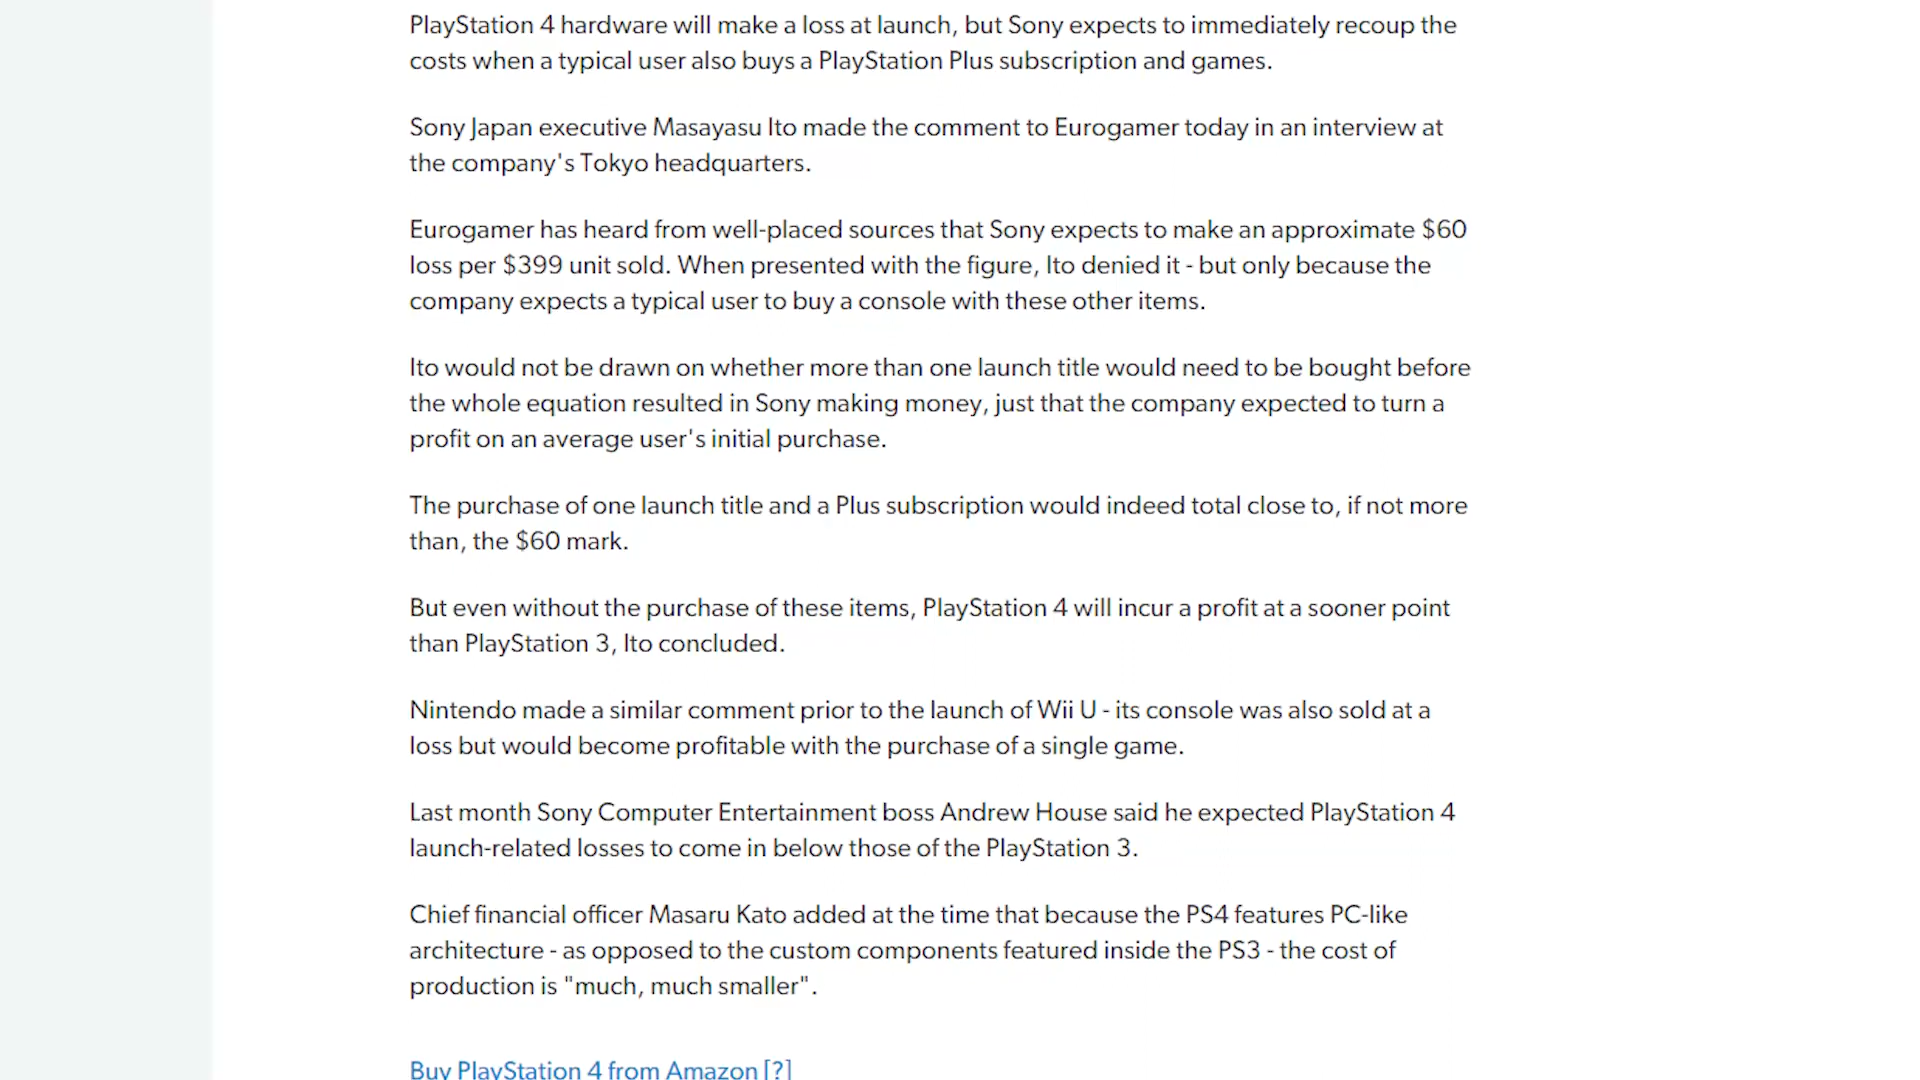 PlayStation 4 hardware will make a loss at launch, but Sony expects to immediately recoup the
costs when a typical user also buys a PlayStation Plus subscription and games.
Sony Japan executive Masayasu Ito made the comment to Eurogamer today in an interview at
the company's Tokyo headquarters.
Eurogamer has heard from well-placed sources that Sony expects to make an approximate $60
loss per $399 unit sold. When presented with the figure, Ito denied it - but only because the
company expects a typical user to buy a console with these other items.
Ito would not be drawn on whether more than one launch title would need to be bought before
the whole equation resulted in Sony making money, just that the company expected to turn a
profit on an average user's initial purchase.
The purchase of one launch title and a Plus subscription would indeed total close to, if not more
than, the $60 mark.
But even without the purchase of these items, PlayStation 4 will incur a profit at a sooner point
than PlayStation 3, Ito concluded.
Nintendo made a similar comment prior to the launch of Wii U - its console was also sold at a
loss but would become profitable with the purchase of a single game.
Last month Sony Computer Entertainment boss Andrew House said he expected PlayStation 4
launch-related losses to come in below those of the PlayStation 3.
Chief financial officer Masaru Kato added at the time that because the PS4 features PC-like
architecture - as opposed to the custom components featured inside the PS3 - the cost of
production is "much, much smaller".
Buy PlayStation 4 from Amazon [?]